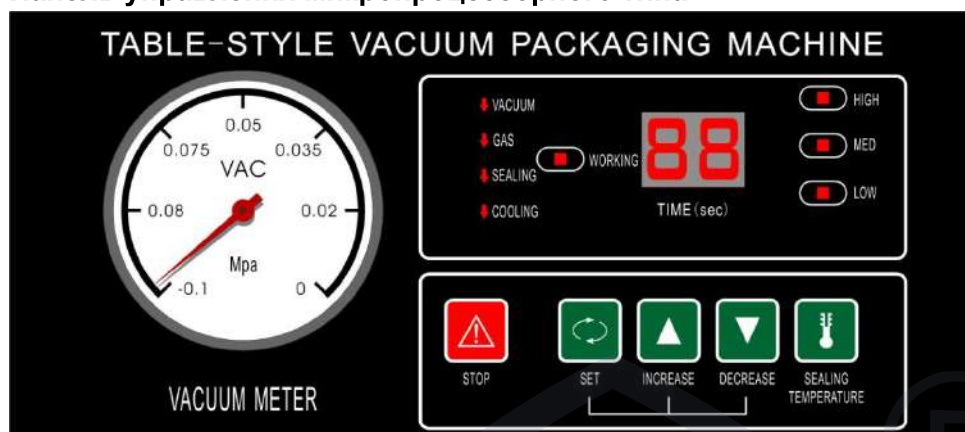 TABLE-STYLE VACUUM PACKAGING MACHINE
0.05
0.075
0.035
VAC
0.08
0.02
Mpa
-0.1
0
VACUUM METER
VACUUM
GAS
SEALING
COOLING
WORKING
88
TIME(sec)
HIGH
MED
LOW
STOP
SET
INCREASE
DECREASE
SEALING
TEMPERATURE